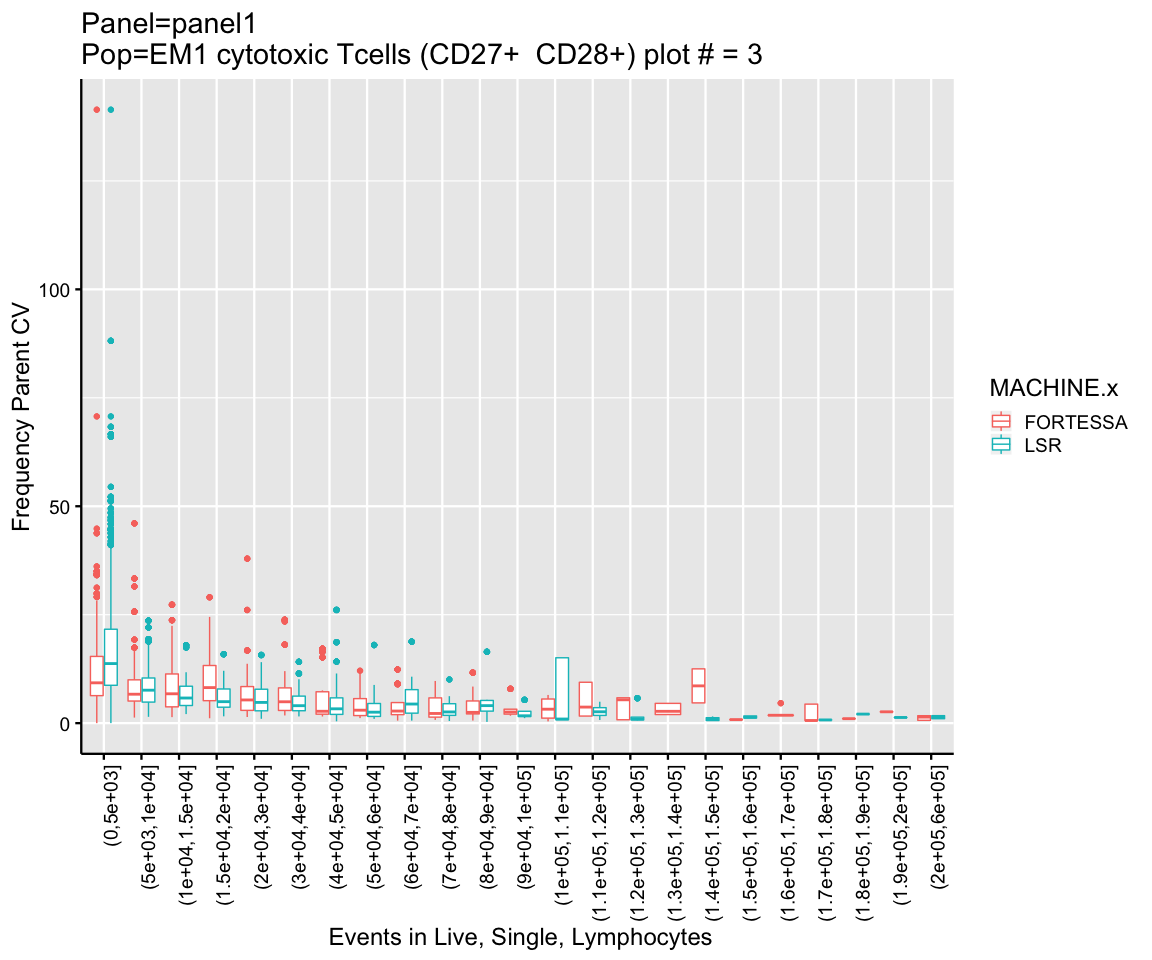 Panel=panel1
Pop=EM1 cytotoxic Tcells (CD27+  CD28+) plot # = 3
Frequency Parent CV
100
50
0
(0,5e+03]
(5e+03,1e+04]
(1e+04,1.5e+04]
(1.5e+04,2e+04]
(2e+04,3e+04]
(3e+04,4e+04]
(4e+04,5e+04]
(5e+04,6e+04]
(6e+04,7e+04]
(7e+04,8e+04]
(8e+04,9e+04]
(9e+04,1e+05]
(1e+05,1.1e+05]
(1.1e+05,1.2e+05]
(1.2e+05,1.3e+05]
(1.3e+05,1.4e+05]
(1.4e+05,1.5e+05]
(1.5e+05,1.6e+05]
(1.6e+05,1.7e+05]
(1.7e+05,1.8e+05]
(1.8e+05,1.9e+05]
(1.9e+05,2e+05]
(2e+05,6e+05]
Events in Live, Single, Lymphocytes
MACHINE.x
FORTESSA
LSR